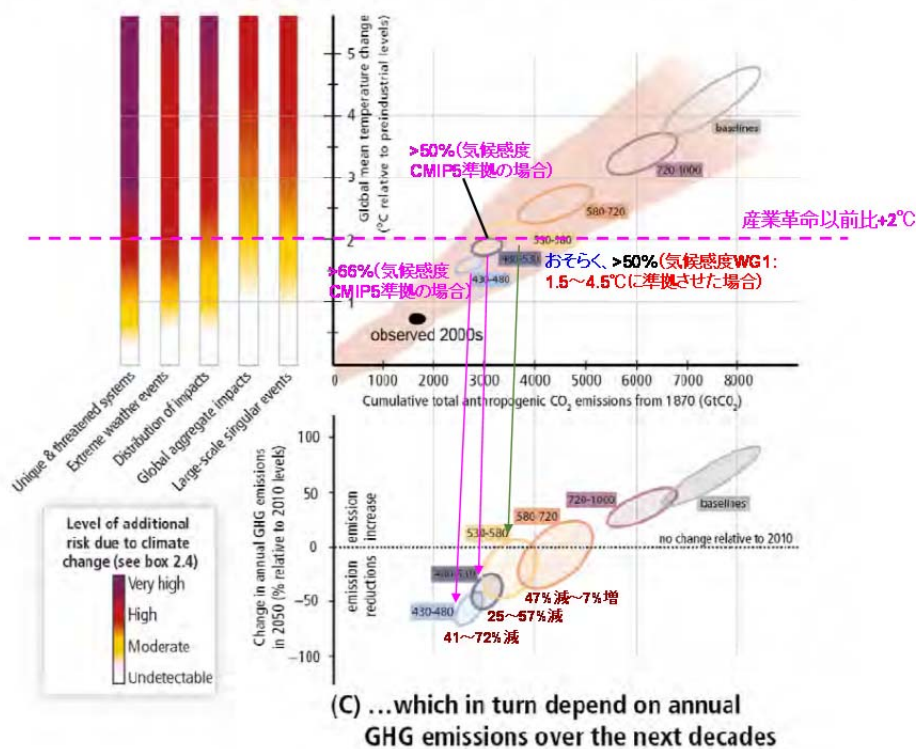 Global mean temperature change
(°C relative to preindustrial levels)
5
4
3
2
1
baselines
>50%(気候感度
CMIP5準拠の場合)
720-1000
580-720
産業革命以前比+2℃
530-580
480-530
おそらく、>50%(気候感度WG1:
1.5～4.5℃に準拠させた場合)
>66%(気候感度
CMIP5準拠の場合)
430-480
observed 2000s
0 1000 2000 3000 4000 5000 6000 7000 8000
Cumulative total anthropogenic CO₂ emissions from 1870 (GtCO₂)
Unique & threatened systems
Extreme weather events
Distribution of impacts
Global aggregate impacts
Large-scale singular events
Level of additional
risk due to climate
change (see box 2.4)
Very high
High
Moderate
Undetectable
Change in annual GHG emissions
in 2050 (% relative to 2010 levels)
100
50
0
−50
−100
emission
increase
emission
reductions
720-1000
baselines
580-720
530-580
no change relative to 2010
480-530
430-480
47%減～7%増
25～57%減
41～72%減
(C) ...which in turn depend on annual
GHG emissions over the next decades